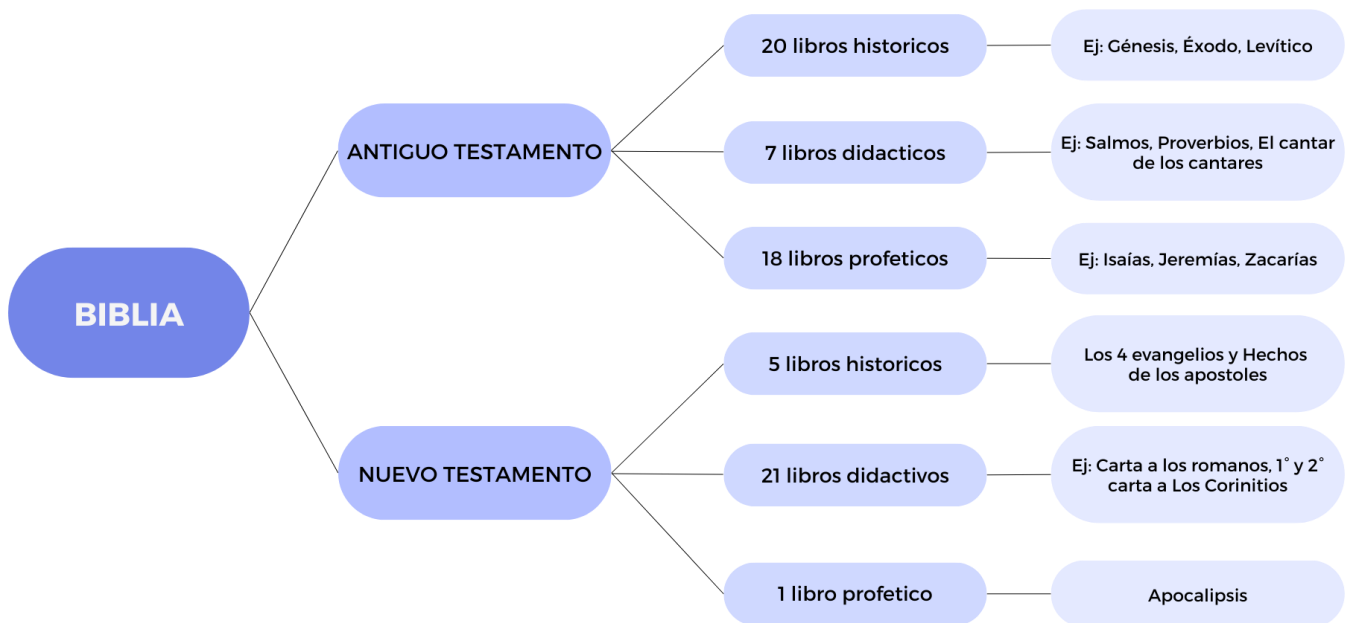 BIBLIA
ANTIGUO TESTAMENTO
20 libros historicos
Ej: Génesis, Éxodo, Levítico
7 libros didacticos
Ej: Salmos, Proverbios, El cantar
de los cantares
18 libros profeticos
Ej: Isaías, Jeremías, Zacarías
NUEVO TESTAMENTO
5 libros historicos
Los 4 evangelios y Hechos
de los apostoles
21 libros didactivos
Ej: Carta a los romanos, 1° y 2°
carta a Los Corinitios
1 libro profetico
Apocalipsis